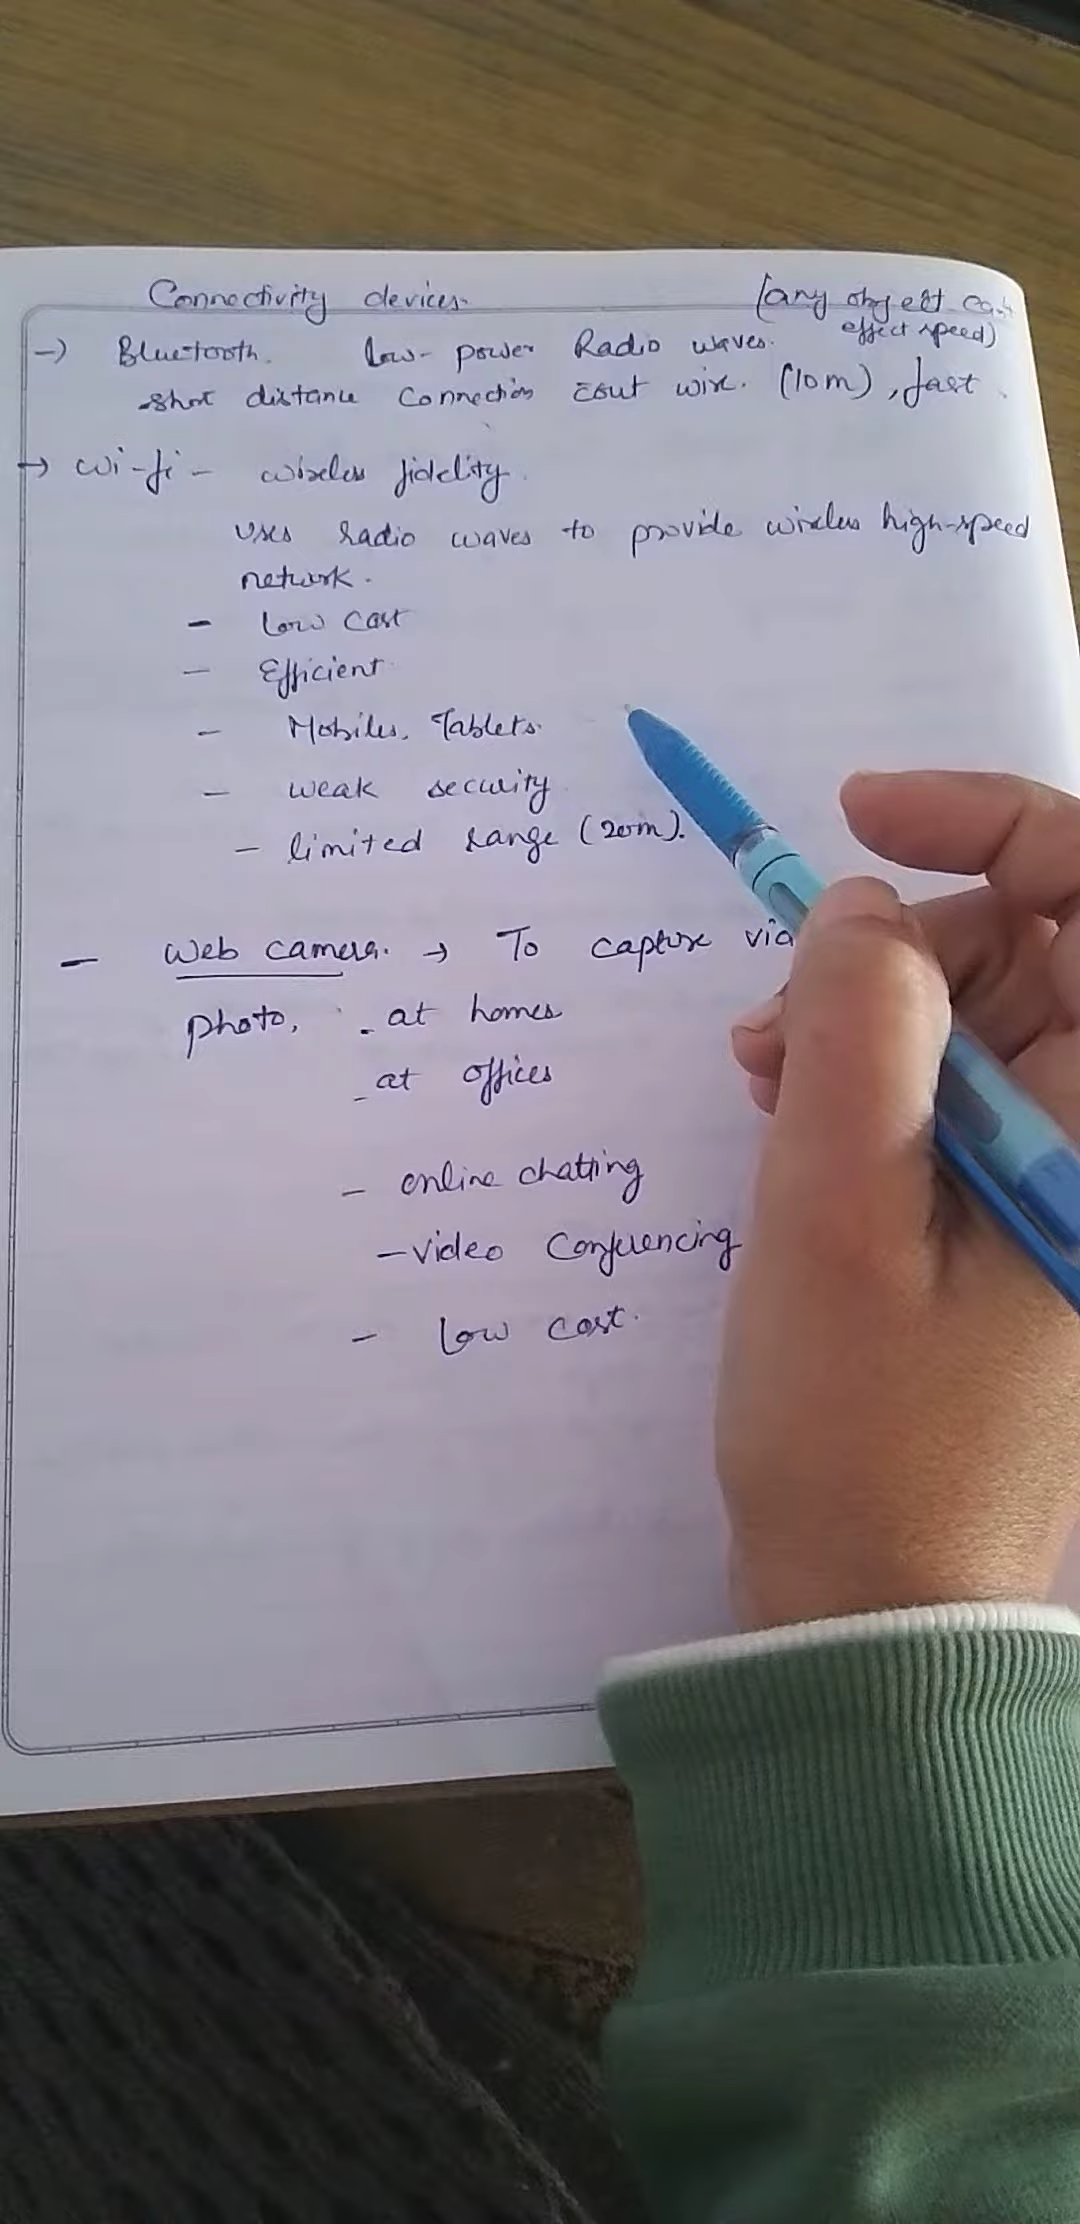 Connectivity devices.
(any object can
effect speed)
→ Bluetooth. Low-power Radio waves.
short distance Connection c̄out wire. (10m), fast.
→ Wi-fi - wireless fidelity.
Uses radio waves to provide wireless high-speed
network.
- Low cost
- Efficient
- Mobiles, Tablets.
- weak security
- limited range (20m).
- Web camera. → To capture
photo, - at homes
- at offices
- online chatting
- video conferencing
- Low cost.